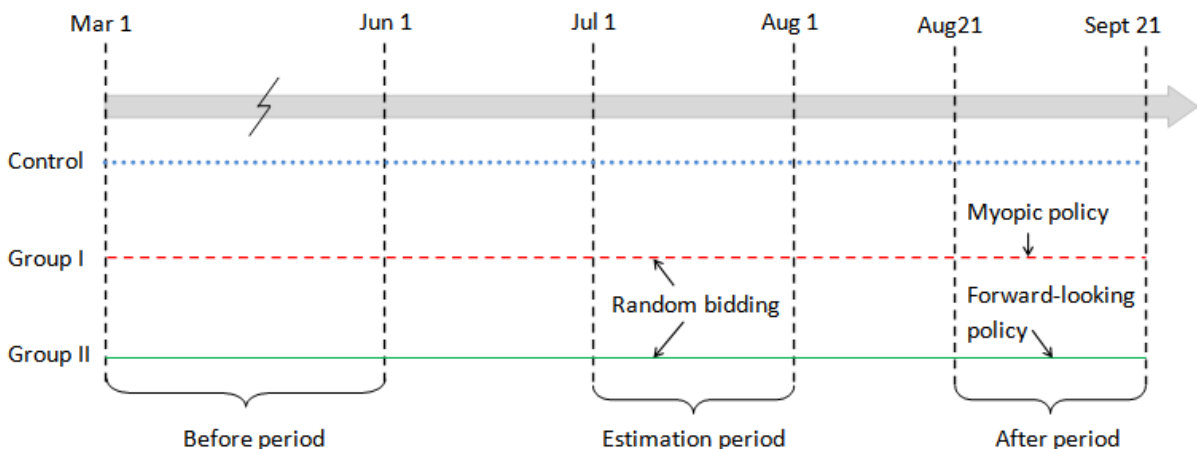 Mar 1
Jun 1
Jul 1
Aug 1
Aug21
Sept 21
Control
Myopic policy
Group I
Random bidding
Forward-looking
policy
Group II
Before period
Estimation period
After period